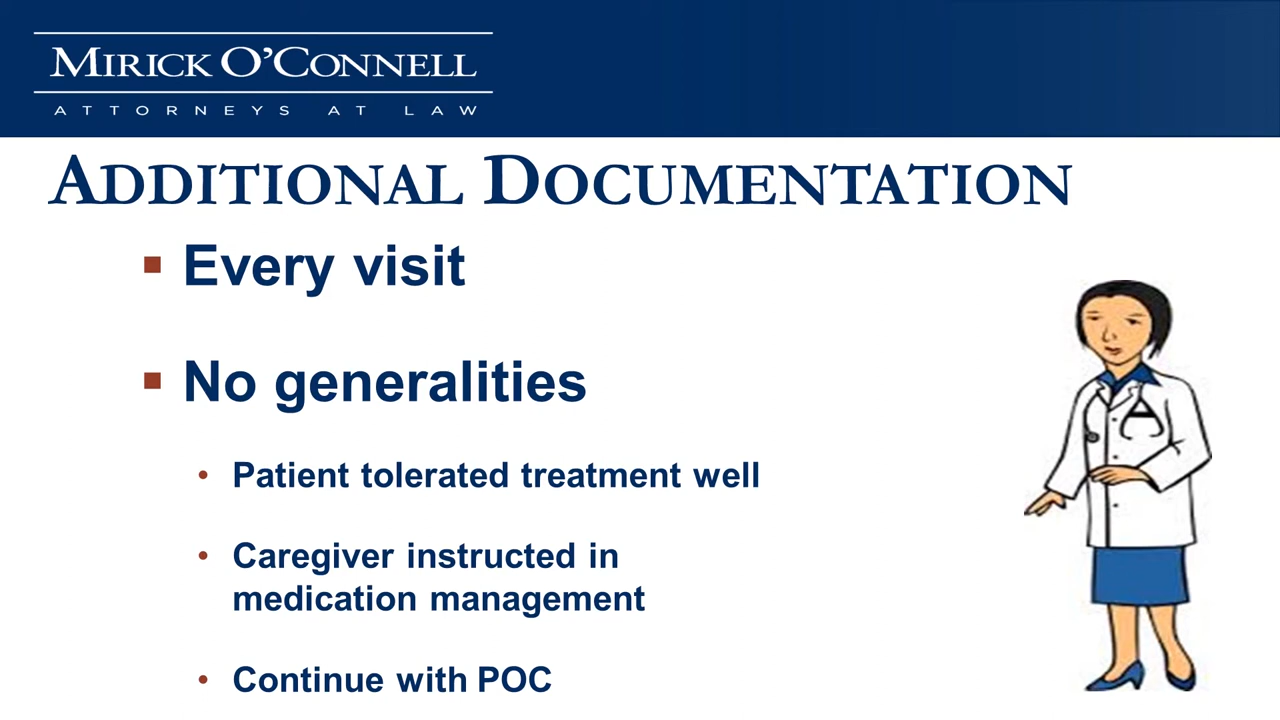 MIRICK O'CONNELL
ATTORNEYS AT LAW
ADDITIONAL DOCUMENTATION
▪ Every visit
▪ No generalities
• Patient tolerated treatment well
• Caregiver instructed in
medication management
• Continue with POC